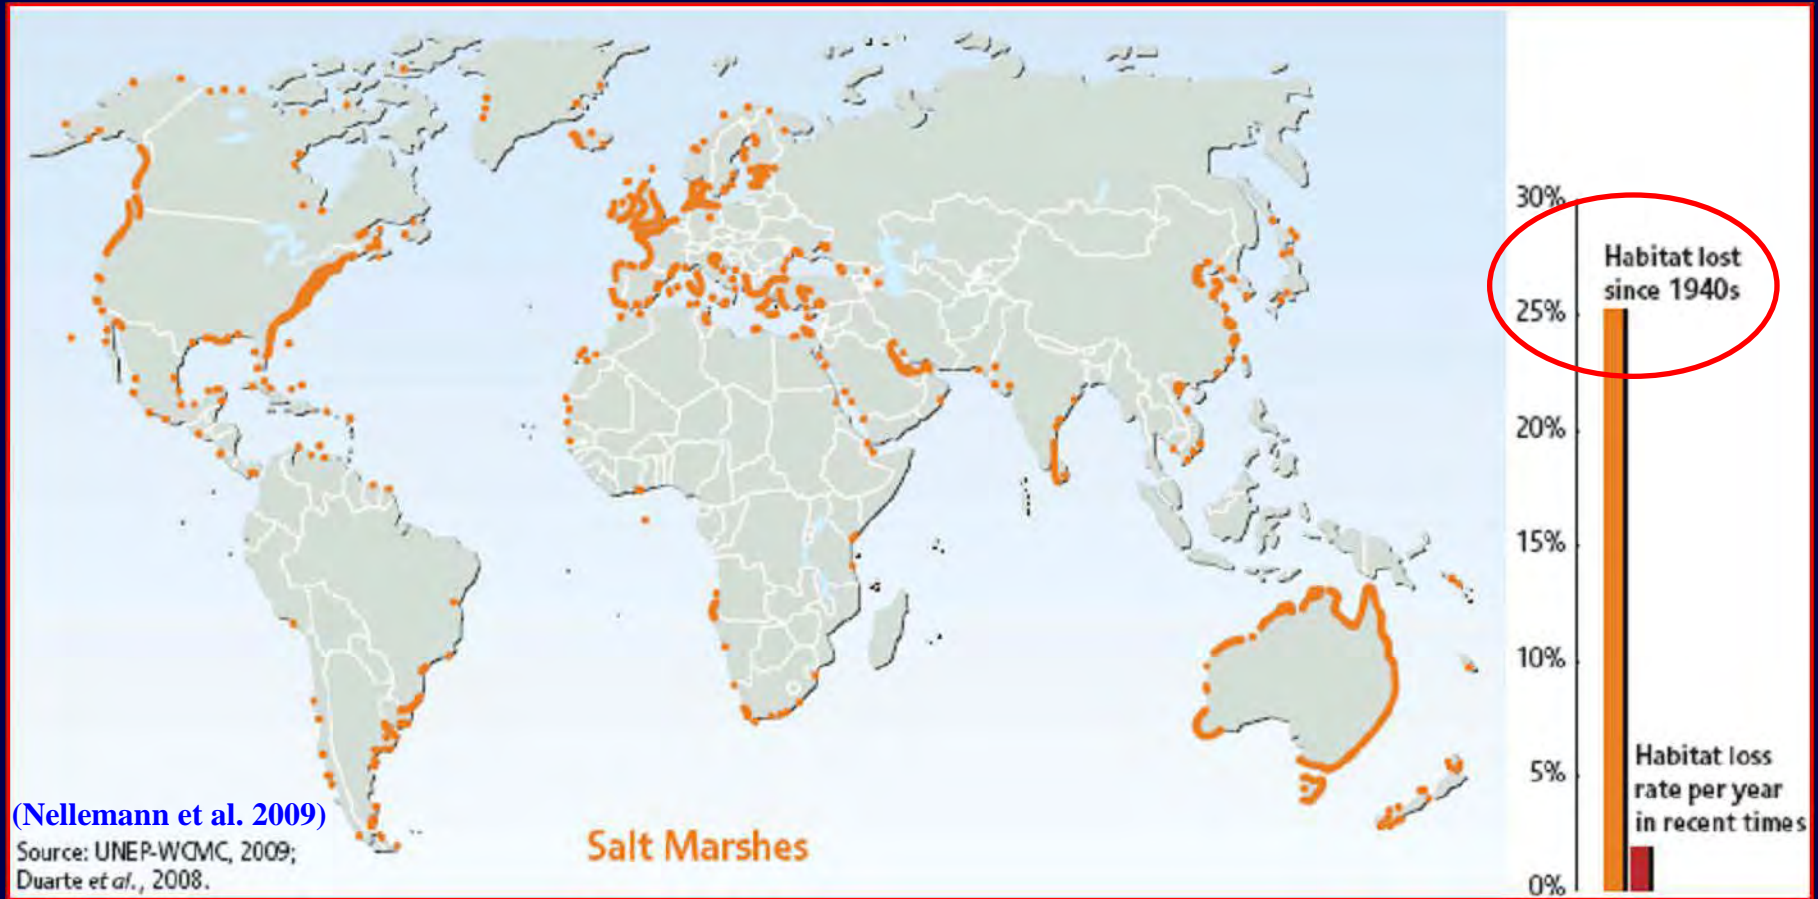 30%
Habitat lost
since 1940s
25%
20%
15%
10%
5%
Habitat loss
rate per year
in recent times
0%
(Nellemann et al. 2009)
Source: UNEP-WCMC, 2009;
Duarte et al., 2008.
Salt Marshes